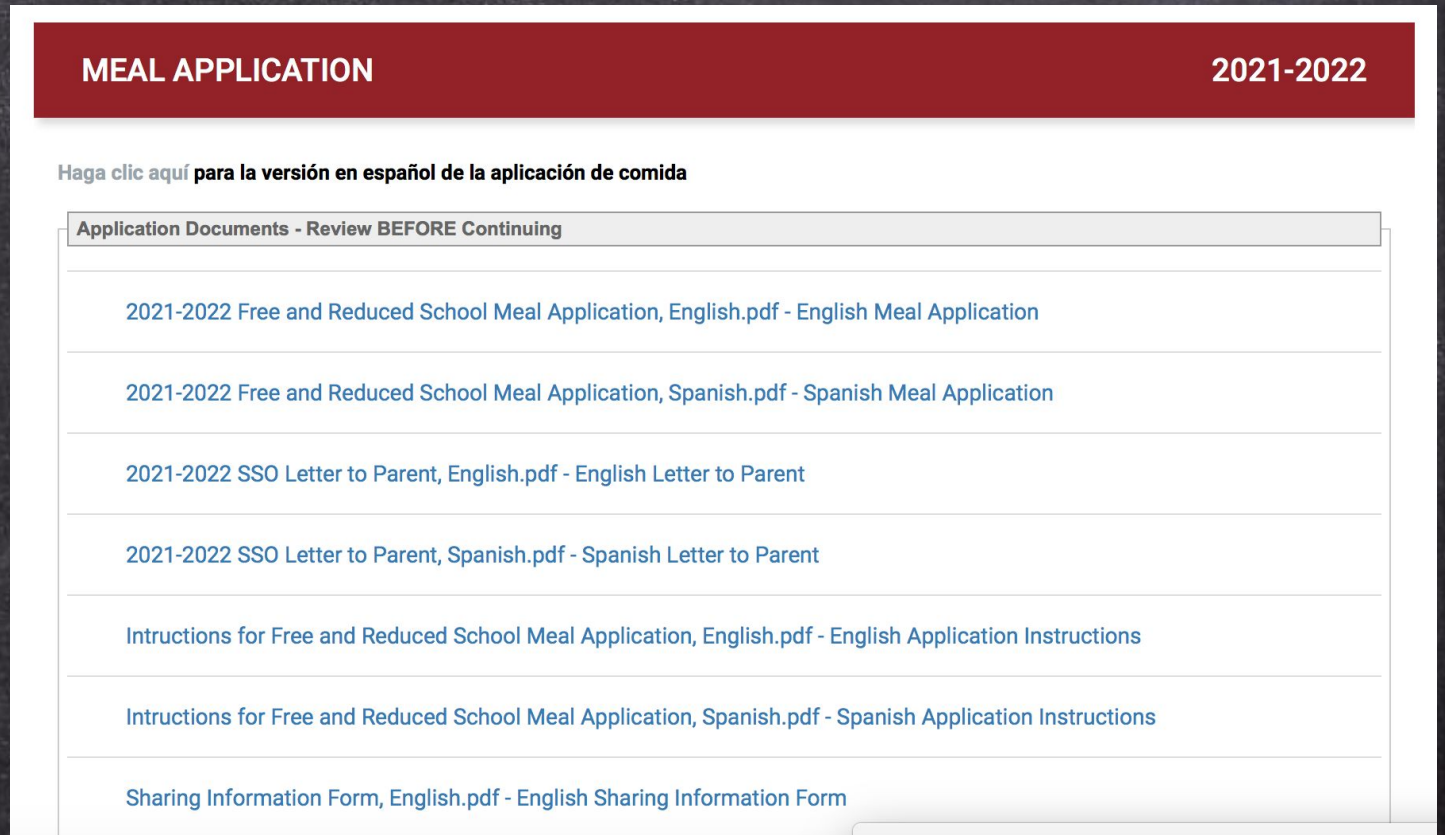 MEAL APPLICATION 2021-2022
Haga clic aquí para la versión en español de la aplicación de comida
Application Documents - Review BEFORE Continuing
2021-2022 Free and Reduced School Meal Application, English.pdf - English Meal Application
2021-2022 Free and Reduced School Meal Application, Spanish.pdf - Spanish Meal Application
2021-2022 SSO Letter to Parent, English.pdf - English Letter to Parent
2021-2022 SSO Letter to Parent, Spanish.pdf - Spanish Letter to Parent
Intructions for Free and Reduced School Meal Application, English.pdf - English Application Instructions
Intructions for Free and Reduced School Meal Application, Spanish.pdf - Spanish Application Instructions
Sharing Information Form, English.pdf - English Sharing Information Form